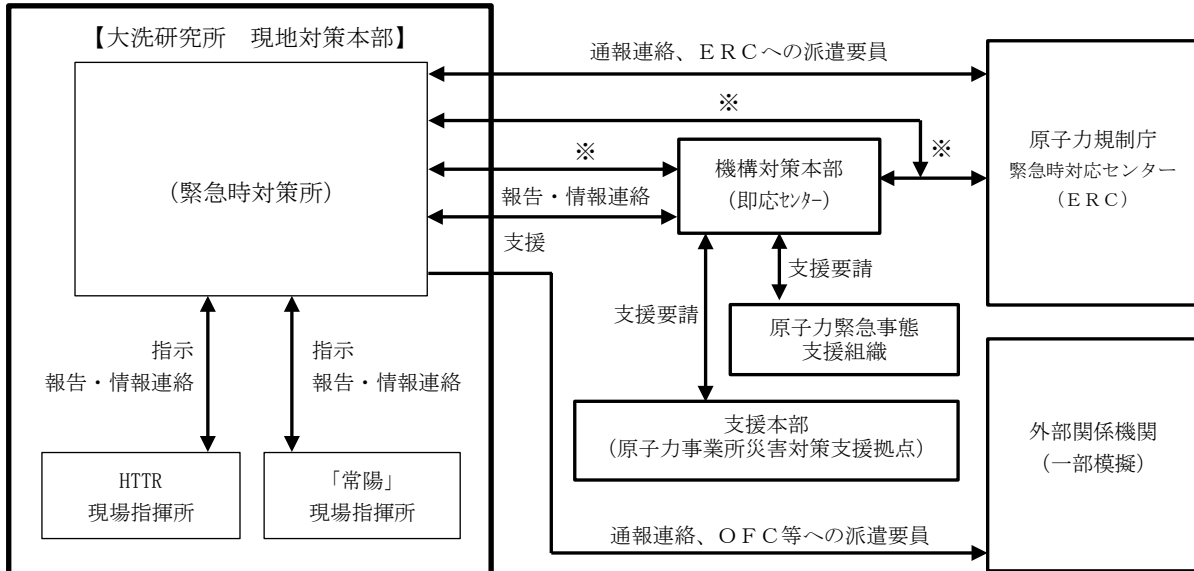 【大洗研究所　現地対策本部】
(緊急時対策所)
指示
報告・情報連絡
指示
報告・情報連絡
HTTR
現場指揮所
「常陽」
現場指揮所
通報連絡、ＥＲＣへの派遣要員
※
※
※
報告・情報連絡
支援
機構対策本部
(即応ｾﾝﾀｰ)
支援要請
支援要請
原子力緊急事態
支援組織
支援本部
(原子力事業所災害対策支援拠点)
通報連絡、ＯＦＣ等への派遣要員
原子力規制庁
緊急時対応センター
(ＥＲＣ)
外部関係機関
(一部模擬)